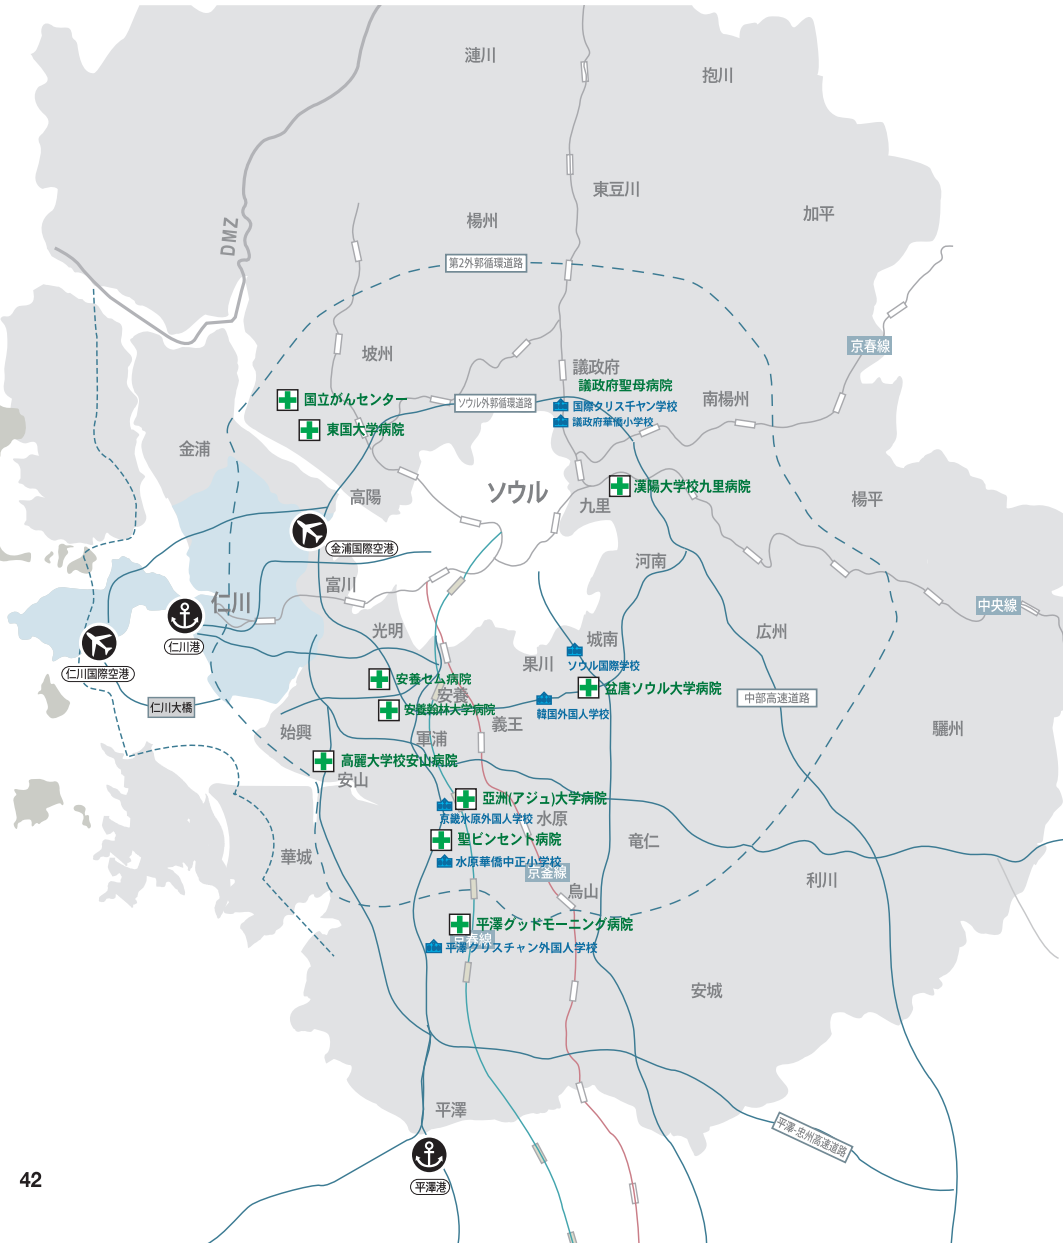 漣川
抱川
東豆川
加平
楊州
DMZ
第2外郭循環道路
京春線
坡州
議政府
議政府聖母病院
国立がんセンター
ソウル外郭循環道路
国際クリスチヤン学校
南楊州
議政府華僑小学校
東国大学病院
金浦
ソウル
漢陽大学校九里病院
高陽
九里
楊平
金浦国際空港
河南
富川
仁川
中央線
仁川港
光明
城南
広州
果川
ソウル国際学校
仁川国際空港
安養セム病院
盆唐ソウル大学病院
安養
中部高速道路
仁川大橋
安養翰林大学病院
韓国外国人学校
義王
始興
軍浦
驪州
高麗大学校安山病院
安山
亞洲(アジュ)大学病院
京畿水原外国人学校
水原
聖ビンセント病院
竜仁
華城
水原華僑中正小学校
京釜線
利川
烏山
平澤グッドモーニング病院
京春線
平澤クリスチャン外国人学校
安城
平澤
平澤-忠州高速道路
平澤港
42